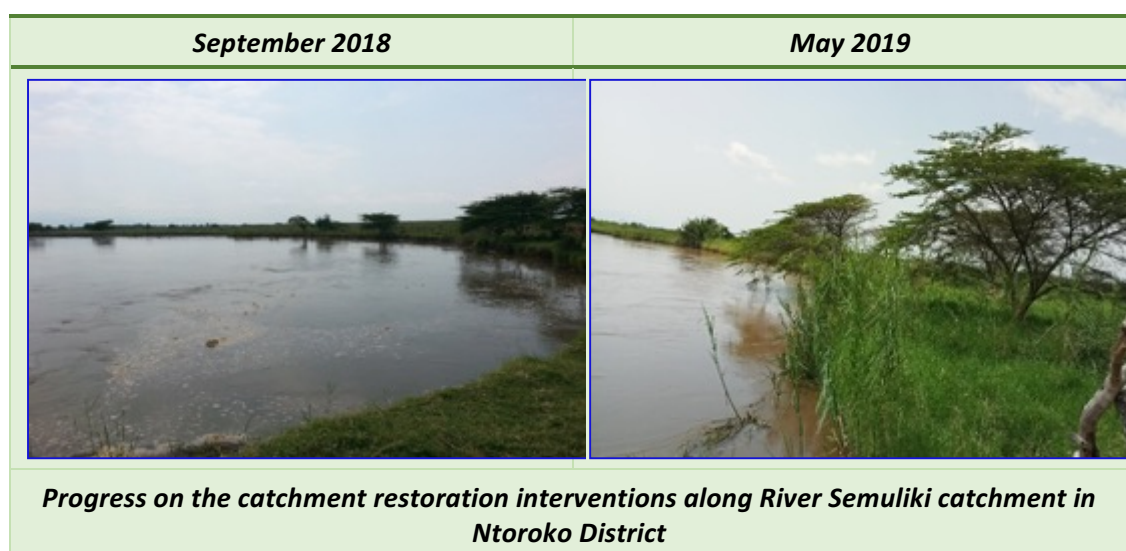 September 2018
May 2019
Progress on the catchment restoration interventions along River Semuliki catchment in
Ntoroko District